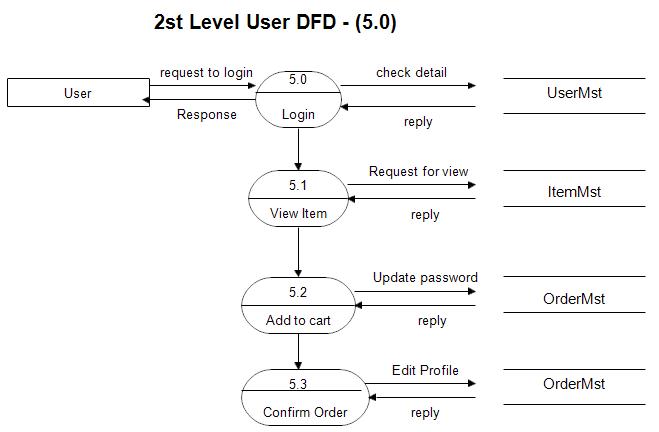 2st Level User DFD - (5.0)
request to login
5.0
check detail
User
UserMst
Response
Login
reply
5.1
Request for view
ItemMst
View Item
reply
5.2
Update password
OrderMst
Add to cart
reply
5.3
Edit Profile
OrderMst
Confirm Order
reply